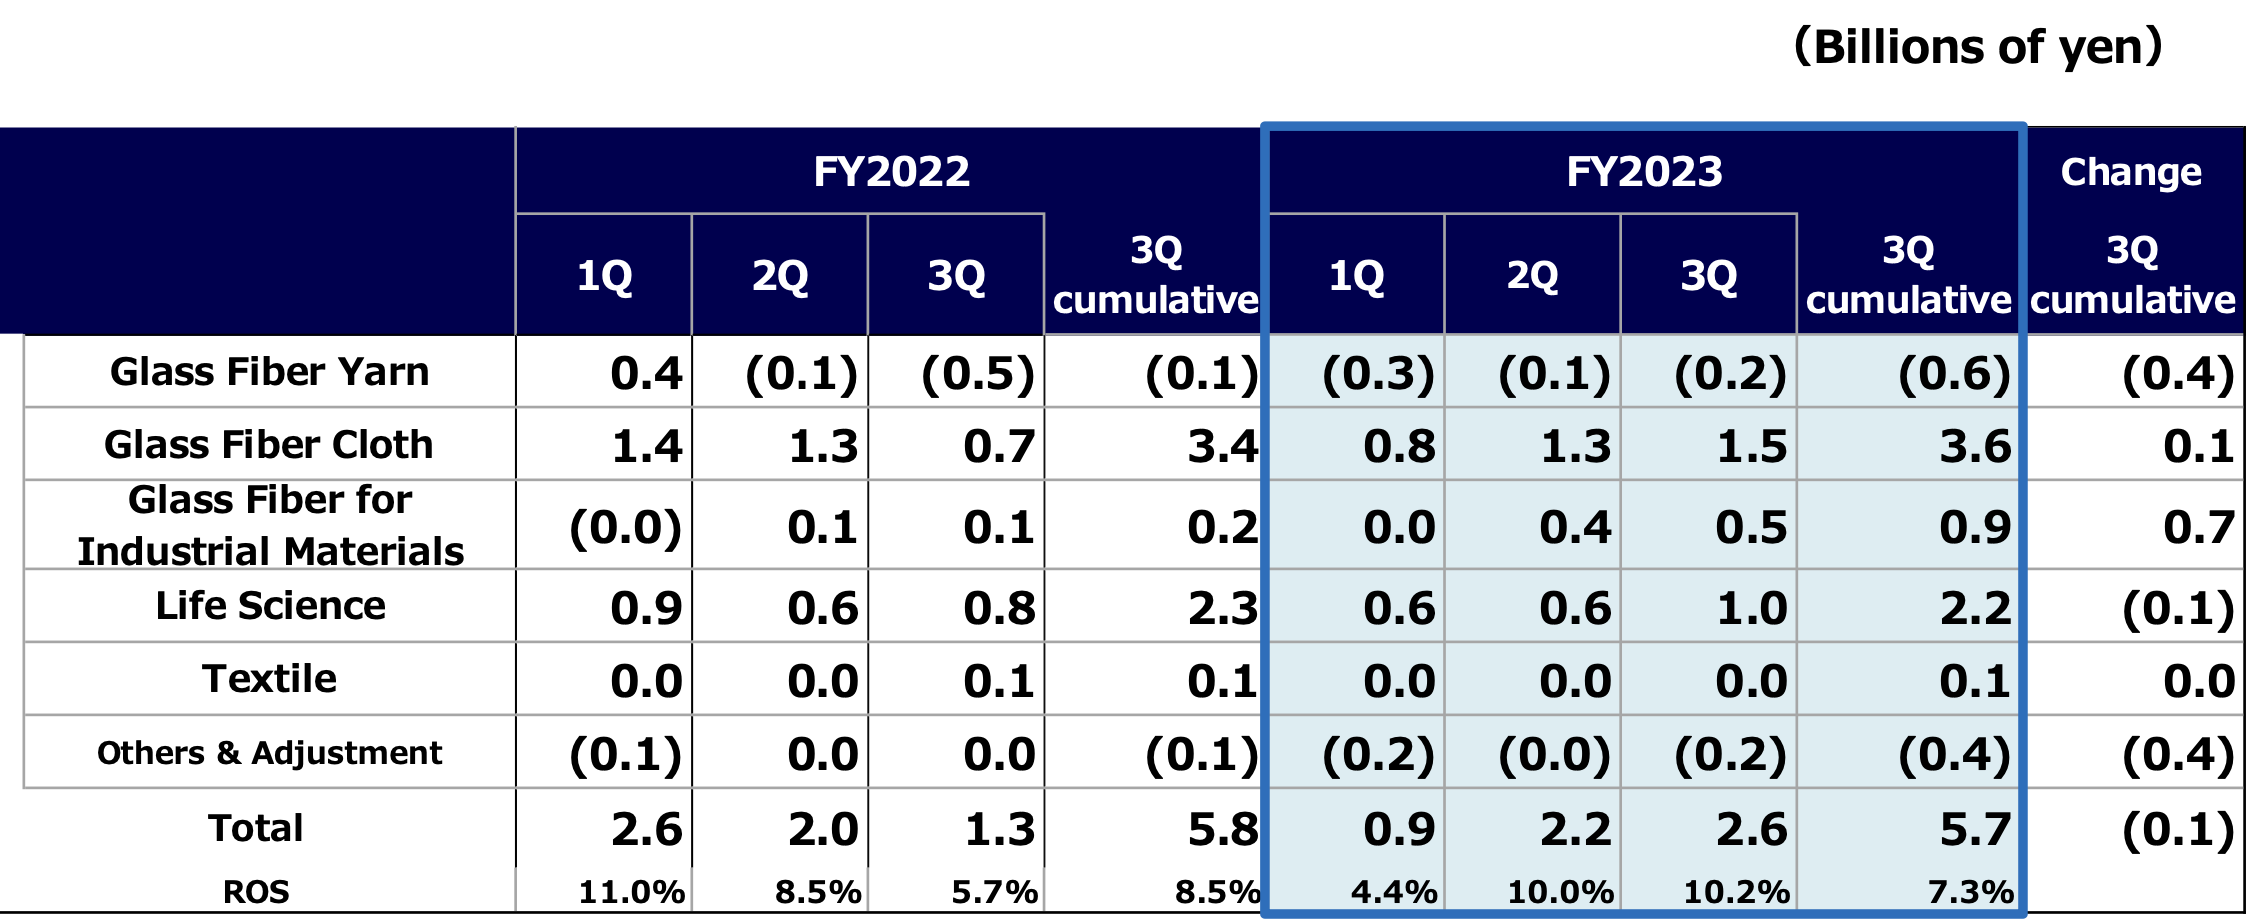 (Billions of yen)
FY2022 FY2023 Change
1Q 2Q 3Q 3Q cumulative 1Q 2Q 3Q 3Q cumulative 3Q cumulative
Glass Fiber Yarn 0.4 (0.1) (0.5) (0.1) (0.3) (0.1) (0.2) (0.6) (0.4)
Glass Fiber Cloth 1.4 1.3 0.7 3.4 0.8 1.3 1.5 3.6 0.1
Glass Fiber for
Industrial Materials (0.0) 0.1 0.1 0.2 0.0 0.4 0.5 0.9 0.7
Life Science 0.9 0.6 0.8 2.3 0.6 0.6 1.0 2.2 (0.1)
Textile 0.0 0.0 0.1 0.1 0.0 0.0 0.0 0.1 0.0
Others & Adjustment (0.1) 0.0 0.0 (0.1) (0.2) (0.0) (0.2) (0.4) (0.4)
Total 2.6 2.0 1.3 5.8 0.9 2.2 2.6 5.7 (0.1)
ROS 11.0% 8.5% 5.7% 8.5% 4.4% 10.0% 10.2% 7.3%